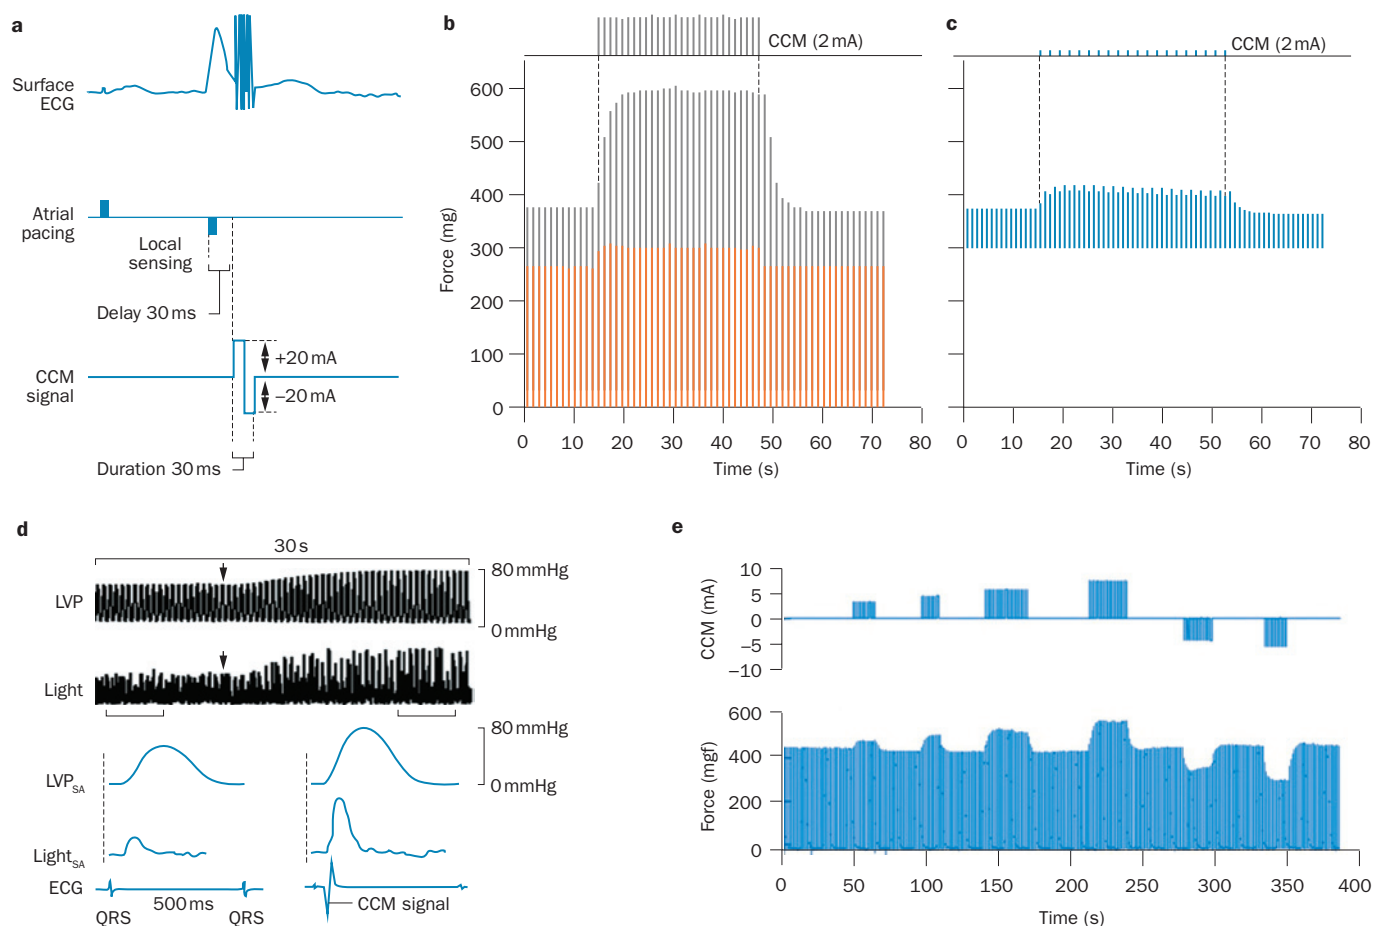 a
Surface
ECG
Atrial
pacing
Local
sensing
Delay 30 ms
CCM
signal
+20 mA
–20 mA
Duration 30 ms
b
CCM (2 mA)
Force (mg)
600
500
400
300
200
100
0
0 10 20 30 40 50 60 70 80
Time (s)
c
CCM (2 mA)
0 10 20 30 40 50 60 70 80
Time (s)
d
30 s
LVP
80 mmHg
0 mmHg
Light
LVPSA
80 mmHg
0 mmHg
LightSA
ECG
500 ms
QRS QRS
CCM signal
e
CCM (mA)
10
5
0
–5
–10
Force (mgf)
600
400
200
0
0 50 100 150 200 250 300 350 400
Time (s)